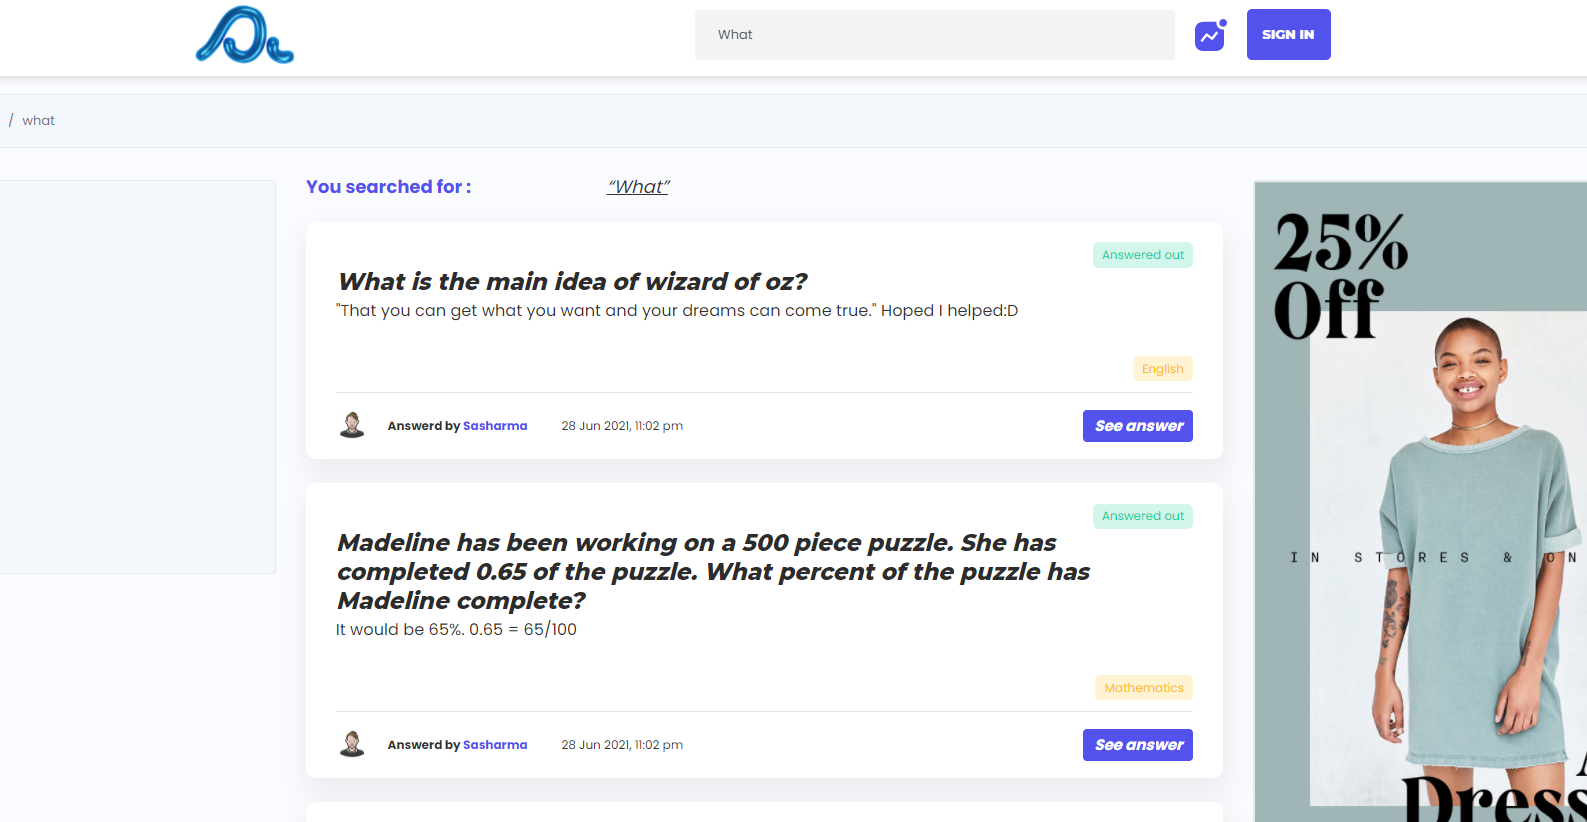 What
SIGN IN
/ what
You searched for :
“What”
Answered out
What is the main idea of wizard of oz?
"That you can get what you want and your dreams can come true." Hoped I helped:D
English
Answerd by Sasharma
28 Jun 2021, 11:02 pm
See answer
Answered out
Madeline has been working on a 500 piece puzzle. She has
completed 0.65 of the puzzle. What percent of the puzzle has
Madeline complete?
It would be 65%. 0.65 = 65/100
Mathematics
Answerd by Sasharma
28 Jun 2021, 11:02 pm
See answer
25%
Off
IN STORES & ON
Dress